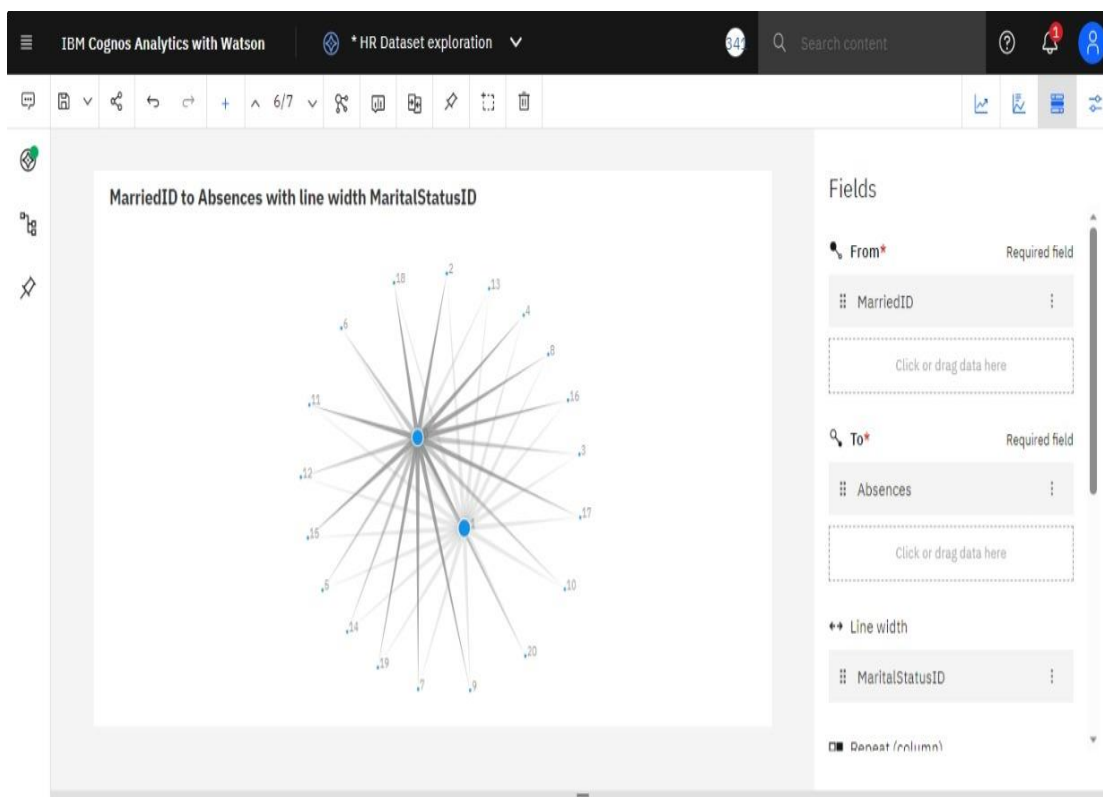 IBM Cognos Analytics with Watson
* HR Dataset exploration
341
Search content
1
6/7
MarriedID to Absences with line width MaritalStatusID
18
2
13
4
6
8
11
16
3
12
17
15
1
5
10
14
20
19
7
9
Fields
From*
Required field
MarriedID
Click or drag data here
To*
Required field
Absences
Click or drag data here
Line width
MaritalStatusID
Repeat (column)